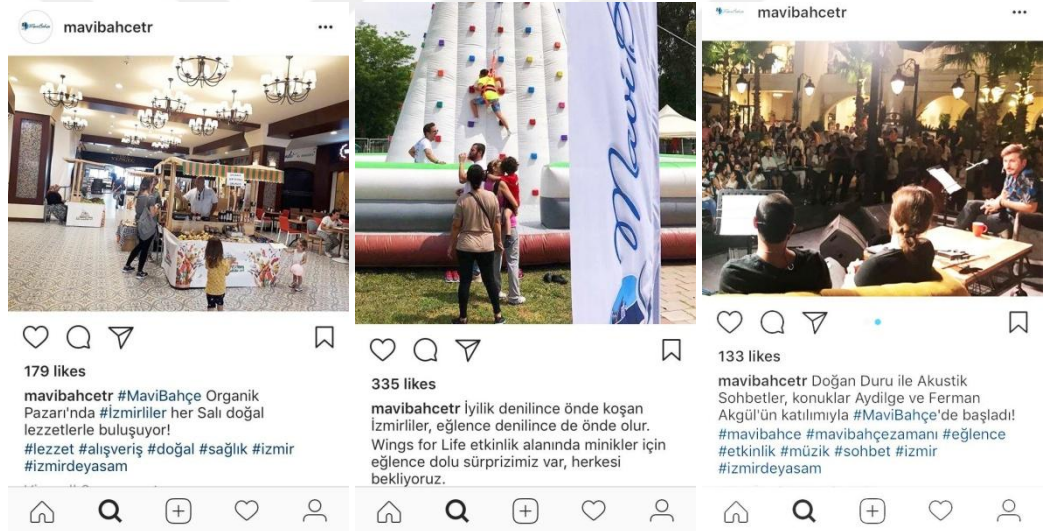 mavibahcetr
179 likes
mavibahcetr #MaviBahçe Organik
Pazarı'nda #İzmirliler her Salı doğal
lezzetlerle buluşuyor!
#lezzet #alışveriş #doğal #sağlık #izmir
#izmirdeyasam
Mavi
335 likes
mavibahcetr İyilik denilince önde koşan
İzmirliler, eğlence denilince de önde olur.
Wings for Life etkinlik alanında minikler için
eğlence dolu sürprizimiz var, herkesi
bekliyoruz.
mavibahcetr
133 likes
mavibahcetr Doğan Duru ile Akustik
Sohbetler, konuklar Aydilge ve Ferman
Akgül'ün katılımıyla #MaviBahçe'de başladı!
#mavibahce #mavibahçezamanı #eğlence
#etkinlik #müzik #sohbet #izmir
#izmirdeyasam